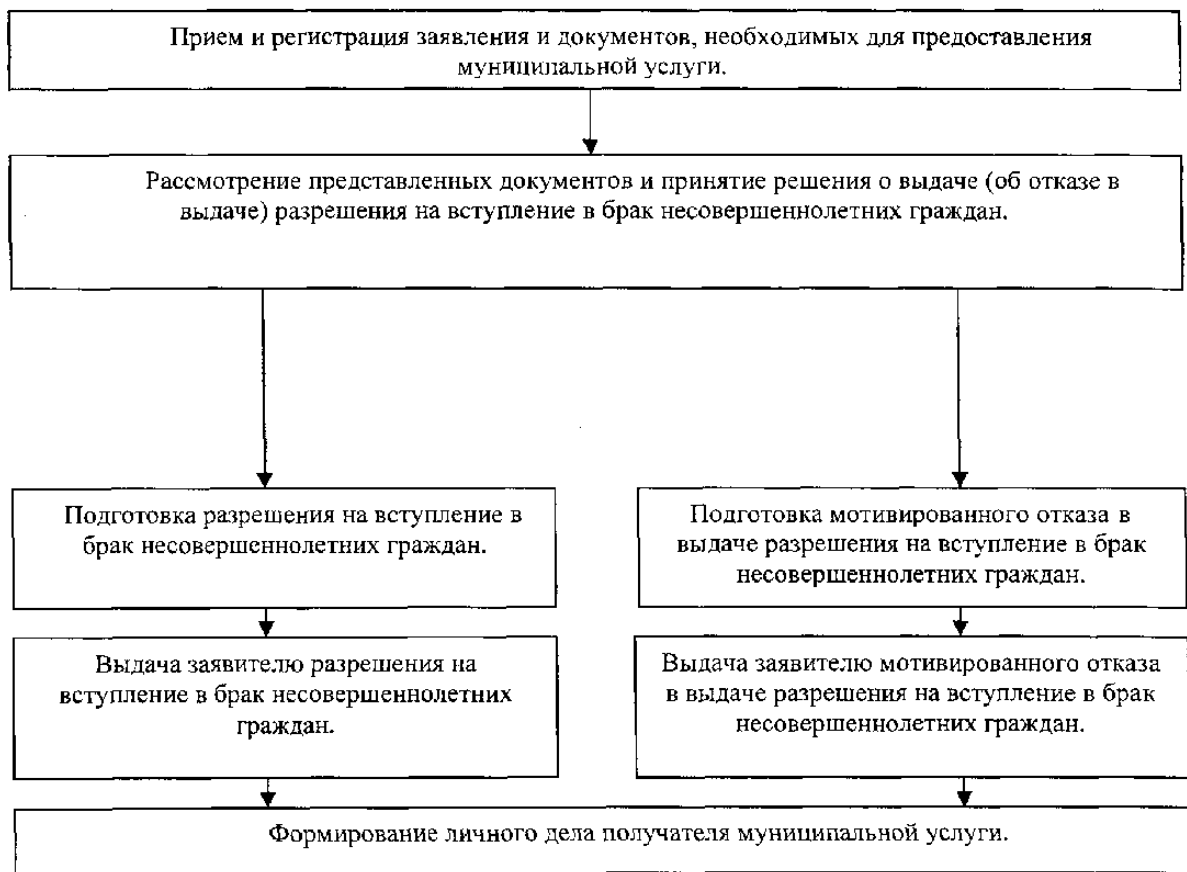 Прием и регистрация заявления и документов, необходимых для предоставления
муниципальной услуги.
Рассмотрение представленных документов и принятие решения о выдаче (об отказе в
выдаче) разрешения на вступление в брак несовершеннолетних граждан.
Подготовка разрешения на вступление в
брак несовершеннолетних граждан.
Подготовка мотивированного отказа в
выдаче разрешения на вступление в брак
несовершеннолетних граждан.
Выдача заявителю разрешения на
вступление в брак несовершеннолетних
граждан.
Выдача заявителю мотивированного отказа
в выдаче разрешения на вступление в брак
несовершеннолетних граждан.
Формирование личного дела получателя муниципальной услуги.